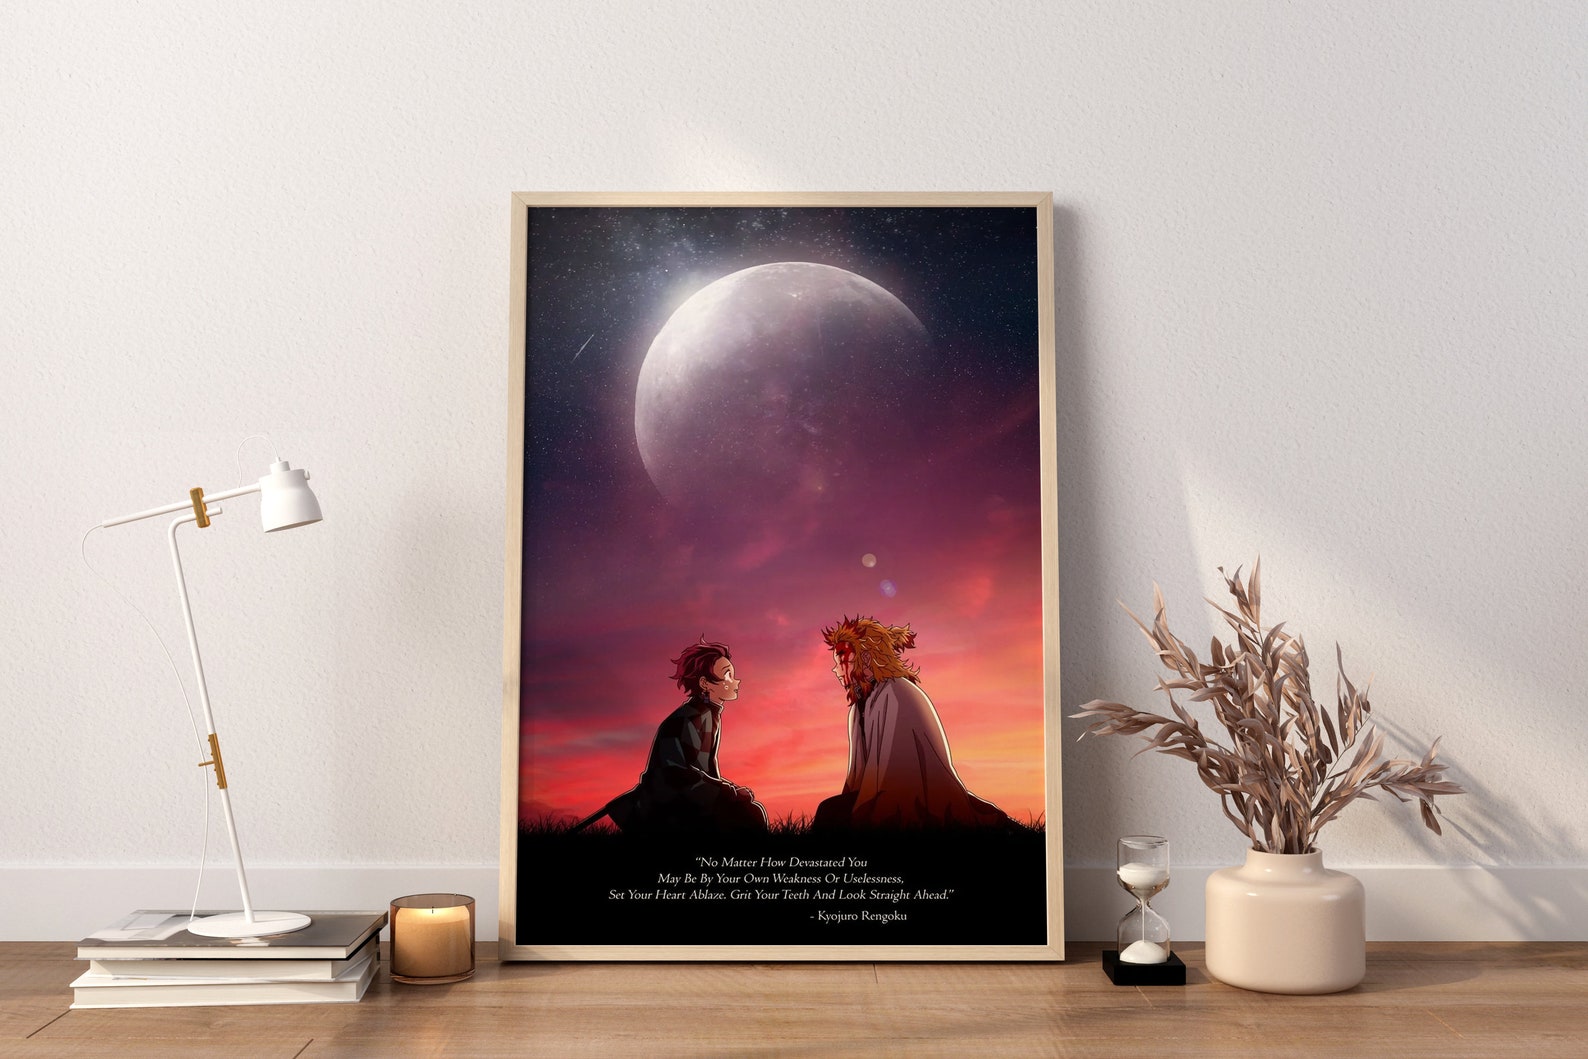 “No Matter How Devastated You
May Be By Your Own Weakness Or Uselessness,
Set Your Heart Ablaze. Grit Your Teeth And Look Straight Ahead.”
- Kyojuro Rengoku